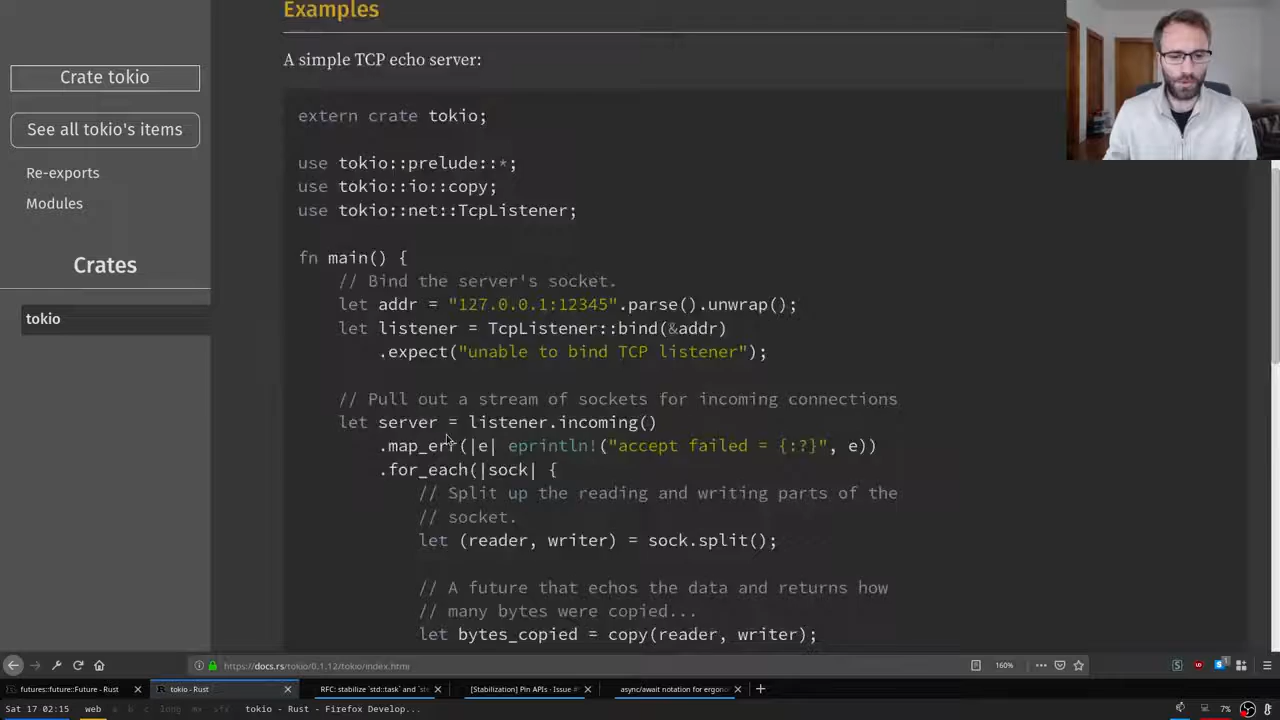 Examples
Crate tokio
See all tokio's items
Re-exports
Modules
Crates
tokio
A simple TCP echo server:
extern crate tokio;
use tokio::prelude::*;
use tokio::io::copy;
use tokio::net::TcpListener;
fn main() {
// Bind the server's socket.
let addr = "127.0.0.1:12345".parse().unwrap();
let listener = TcpListener::bind(&addr)
.expect("unable to bind TCP listener");
// Pull out a stream of sockets for incoming connections
let server = listener.incoming()
.map_err(|e| eprintln!("accept failed = {:?}", e))
.for_each(|sock| {
// Split up the reading and writing parts of the
// socket.
let (reader, writer) = sock.split();
// A future that echos the data and returns how
// many bytes were copied...
let bytes_copied = copy(reader, writer);
https://docs.rs/tokio/0.1.12/tokio/index.html
160%
futures::future::Future - Rust
tokio - Rust
RFC: stabilize `std::task` and `st
[Stabilization] Pin APIs · Issue #
async/await notation for ergono
Sat 17 02:15
web
a
b
c
long
mx
sfx
tokio - Rust - Firefox Develop...
7%